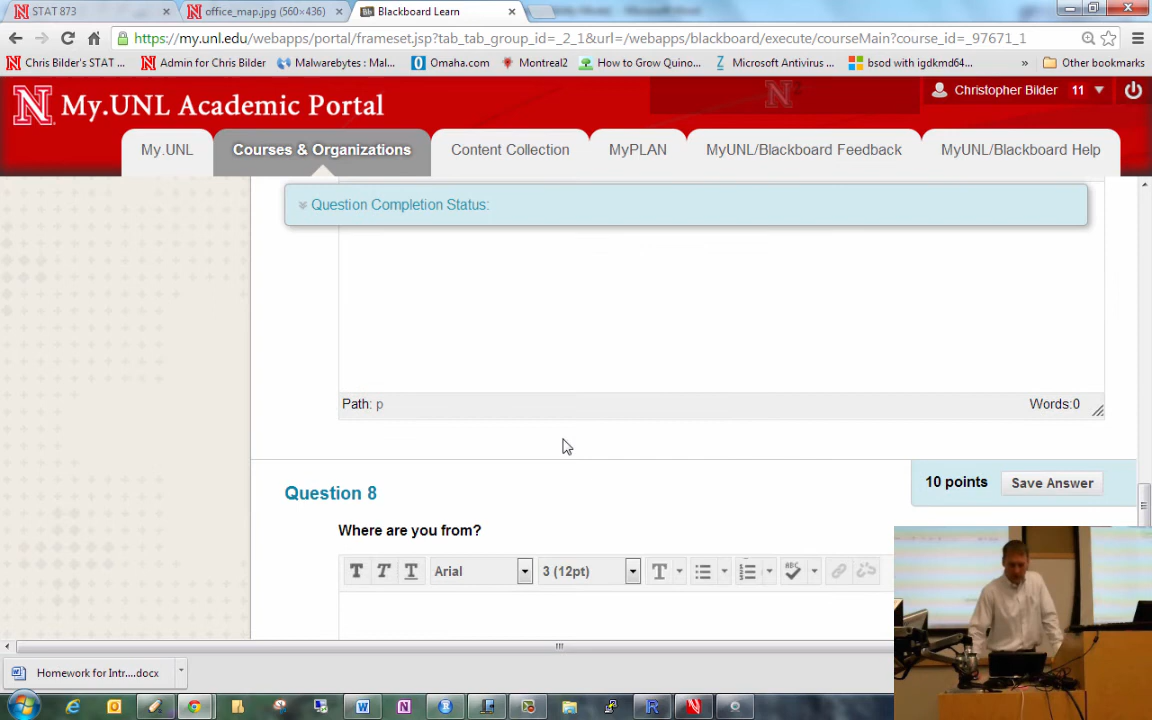 STAT 873
office_map.jpg (560×436)
Blackboard Learn
https://my.unl.edu/webapps/portal/frameset.jsp?tab_tab_group_id=_2_1&url=/webapps/blackboard/execute/courseMain?course_id=_97671_1
Chris Bilder's STAT ...
Admin for Chris Bilder
Malwarebytes : Mal...
Omaha.com
Montreal2
How to Grow Quino...
Microsoft Antivirus ...
bsod with igdkmd64...
»
Other bookmarks
N My.UNL Academic Portal
Christopher Bilder 11
My.UNL
Courses & Organizations
Content Collection
MyPLAN
MyUNL/Blackboard Feedback
MyUNL/Blackboard Help
Question Completion Status:
Path: p
Words:0
Question 8
10 points
Save Answer
Where are you from?
T T T Arial 3 (12pt) T ABC
Homework for Intr....docx